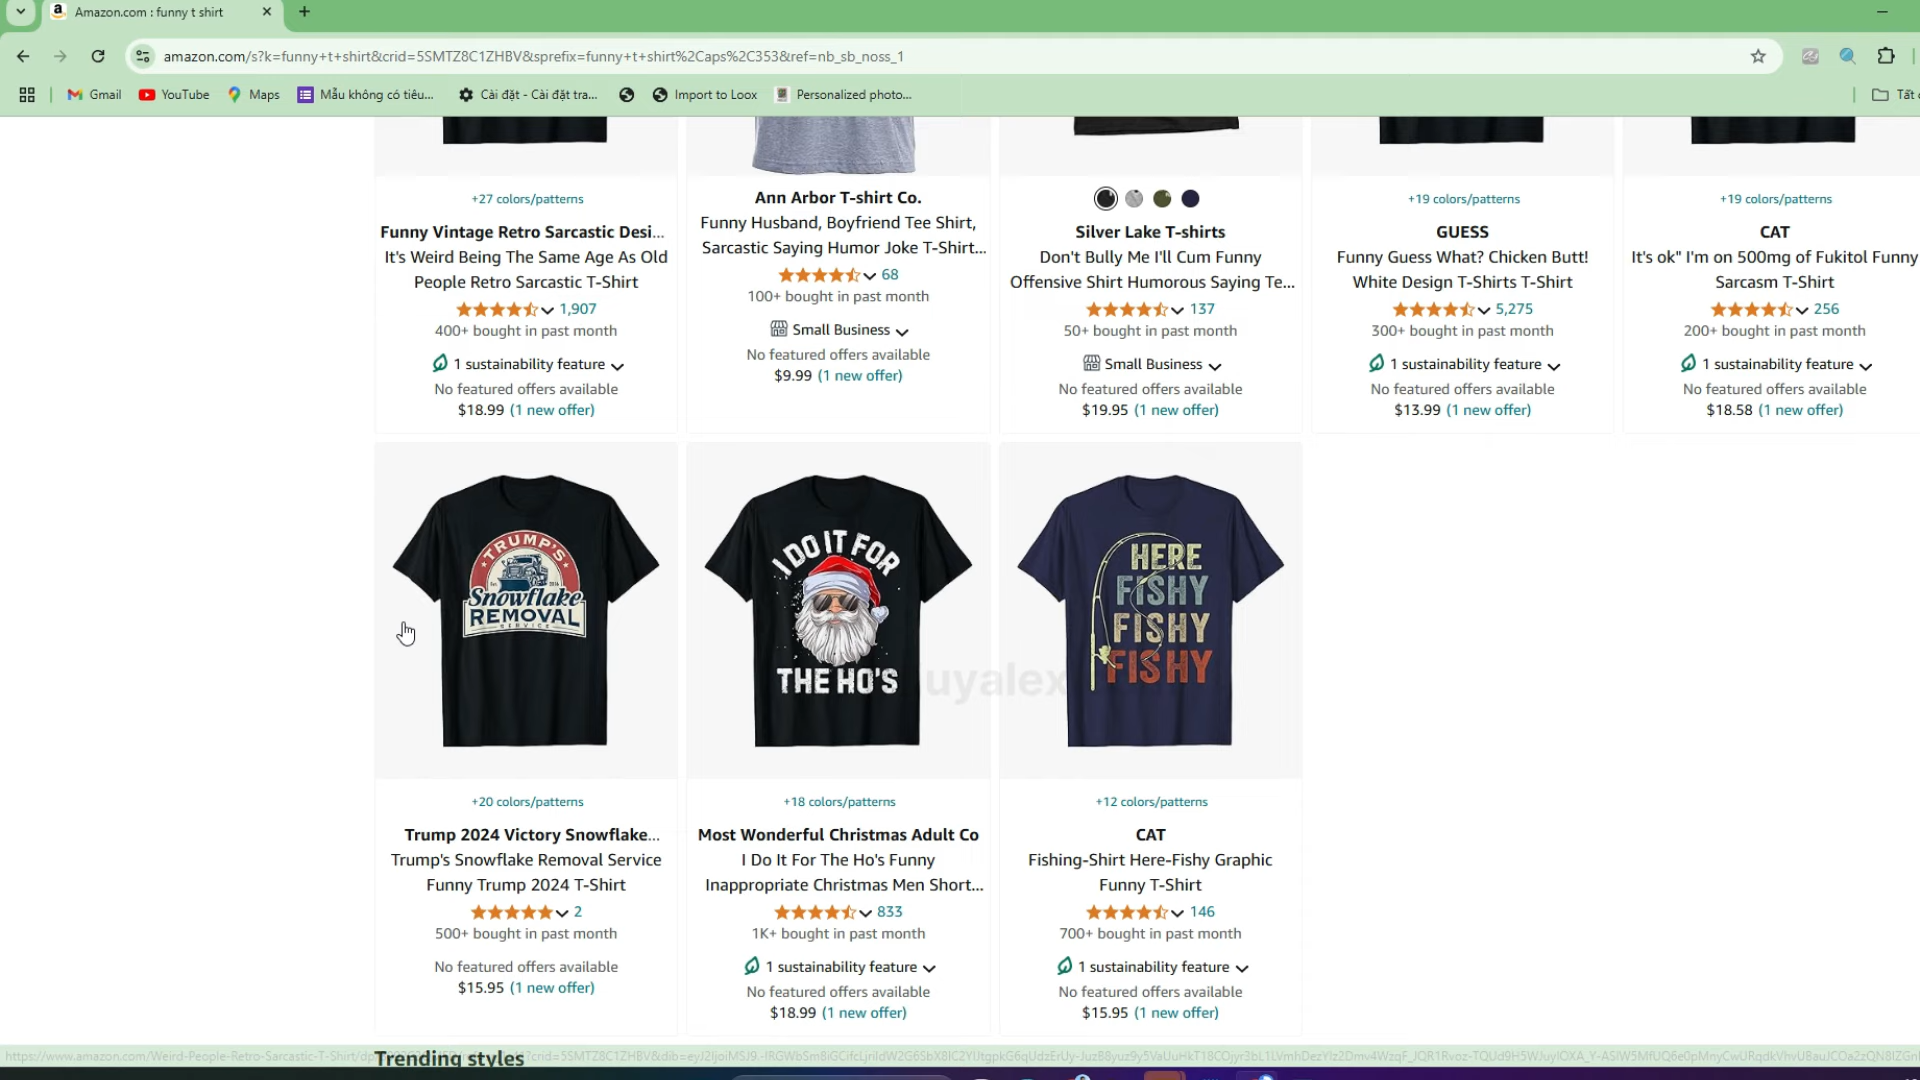 Amazon.com : funny t shirt
amazon.com/s?k=funny+t+shirt&crid=5SMTZ8C1ZHBV&sprefix=funny+t+shirt%2Caps%2C353&ref=nb_sb_noss_1
Gmail YouTube Maps Mẫu không có tiêu... Cài đặt - Cài đặt tra... Import to Loox Personalized photo... Tất
+27 colors/patterns
Funny Vintage Retro Sarcastic Desi...
It's Weird Being The Same Age As Old
People Retro Sarcastic T-Shirt
1,907
400+ bought in past month
1 sustainability feature
No featured offers available
$18.99 (1 new offer)
Ann Arbor T-shirt Co.
Funny Husband, Boyfriend Tee Shirt,
Sarcastic Saying Humor Joke T-Shirt...
68
100+ bought in past month
Small Business
No featured offers available
$9.99 (1 new offer)
Silver Lake T-shirts
Don't Bully Me I'll Cum Funny
Offensive Shirt Humorous Saying Te...
137
50+ bought in past month
Small Business
No featured offers available
$19.95 (1 new offer)
+19 colors/patterns
GUESS
Funny Guess What? Chicken Butt!
White Design T-Shirts T-Shirt
5,275
300+ bought in past month
1 sustainability feature
No featured offers available
$13.99 (1 new offer)
+19 colors/patterns
CAT
It's ok" I'm on 500mg of Fukitol Funny
Sarcasm T-Shirt
256
200+ bought in past month
1 sustainability feature
No featured offers available
$18.58 (1 new offer)
TRUMP'S
Snowflake
REMOVAL
SERVICE
+20 colors/patterns
Trump 2024 Victory Snowflake...
Trump's Snowflake Removal Service
Funny Trump 2024 T-Shirt
2
500+ bought in past month
No featured offers available
$15.95 (1 new offer)
I DO IT FOR
THE HO'S
+18 colors/patterns
Most Wonderful Christmas Adult Co
I Do It For The Ho's Funny
Inappropriate Christmas Men Short...
833
1K+ bought in past month
1 sustainability feature
No featured offers available
$18.99 (1 new offer)
uyalex
HERE
FISHY
FISHY
FISHY
+12 colors/patterns
CAT
Fishing-Shirt Here-Fishy Graphic
Funny T-Shirt
146
700+ bought in past month
1 sustainability feature
No featured offers available
$15.95 (1 new offer)
Trending styles